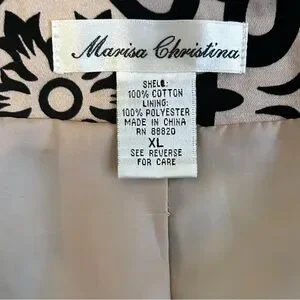 Marisa Christina
SHELL:
100% COTTON
LINING:
100% POLYESTER
MADE IN CHINA
RN 88820
XL
SEE REVERSE
FOR CARE